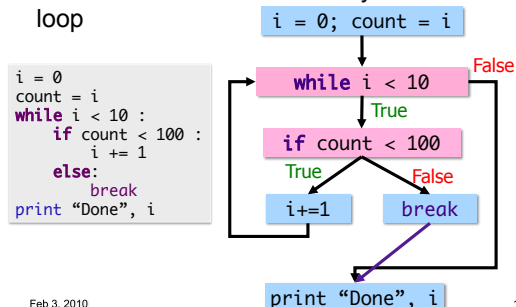 loop
i = 0
count = i
while i < 10 :
    if count < 100 :
        i += 1
    else:
        break
print “Done”, i
i = 0; count = i
while i < 10
False
True
if count < 100
True
False
i+=1
break
print “Done”, i
Feb 3, 2010